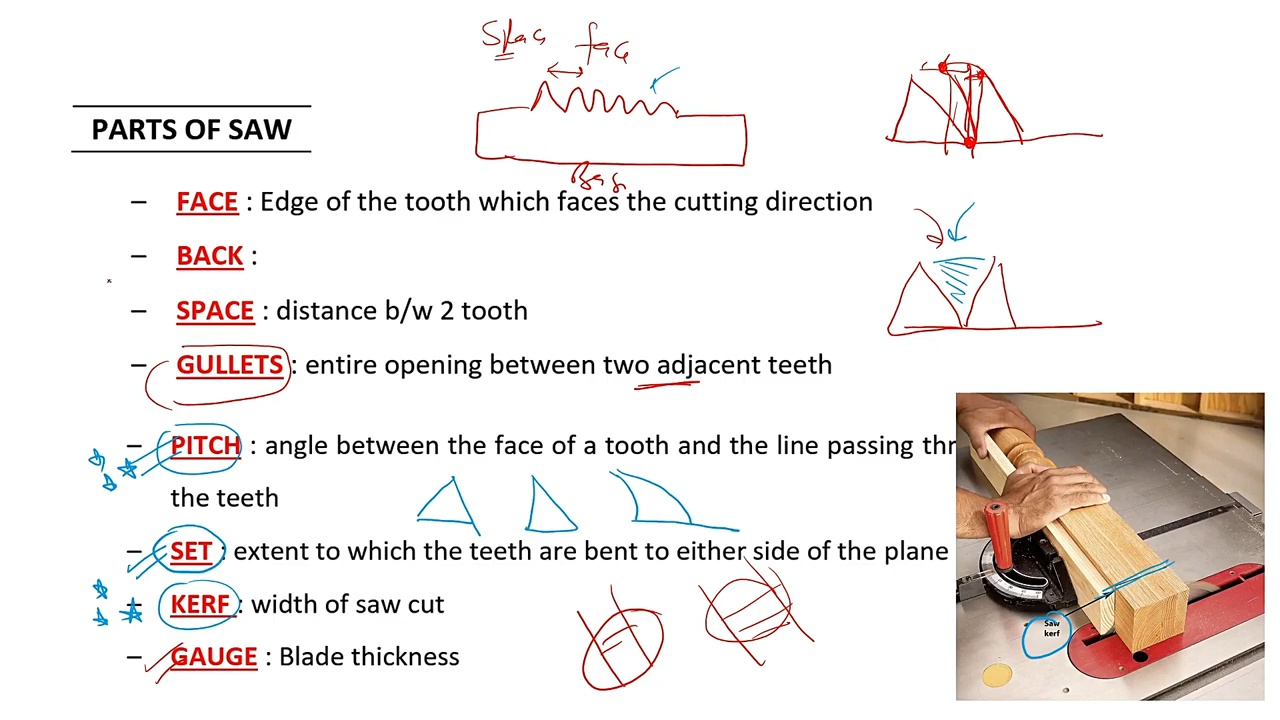 Spac
fac
PARTS OF SAW
Bac
– FACE : Edge of the tooth which faces the cutting direction
– BACK :
– SPACE : distance b/w 2 tooth
– GULLETS : entire opening between two adjacent teeth
– PITCH : angle between the face of a tooth and the line passing thr
the teeth
– SET : extent to which the teeth are bent to either side of the plane
– KERF : width of saw cut
– GAUGE : Blade thickness
Saw
kerf